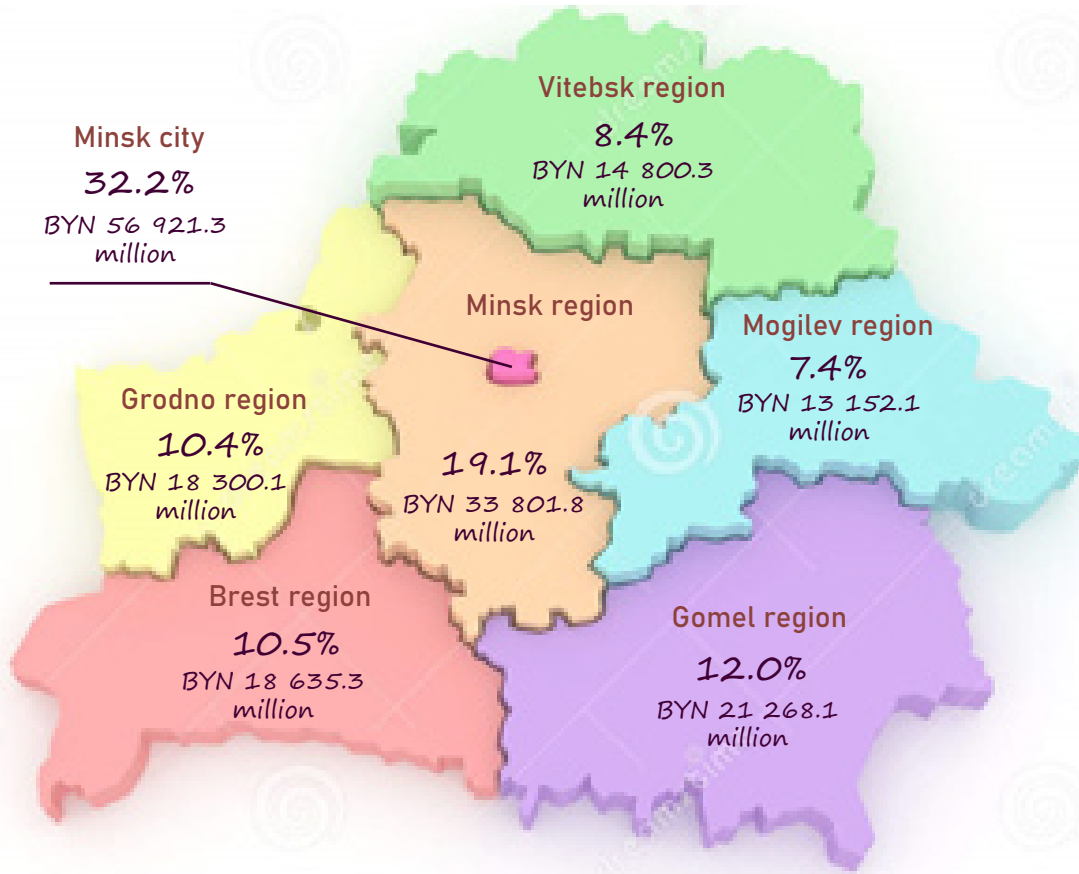 Vitebsk region
8.4%
BYN 14 800.3
million
Minsk city
32.2%
BYN 56 921.3
million
Minsk region
19.1%
BYN 33 801.8
million
Mogilev region
7.4%
BYN 13 152.1
million
Grodno region
10.4%
BYN 18 300.1
million
Brest region
10.5%
BYN 18 635.3
million
Gomel region
12.0%
BYN 21 268.1
million